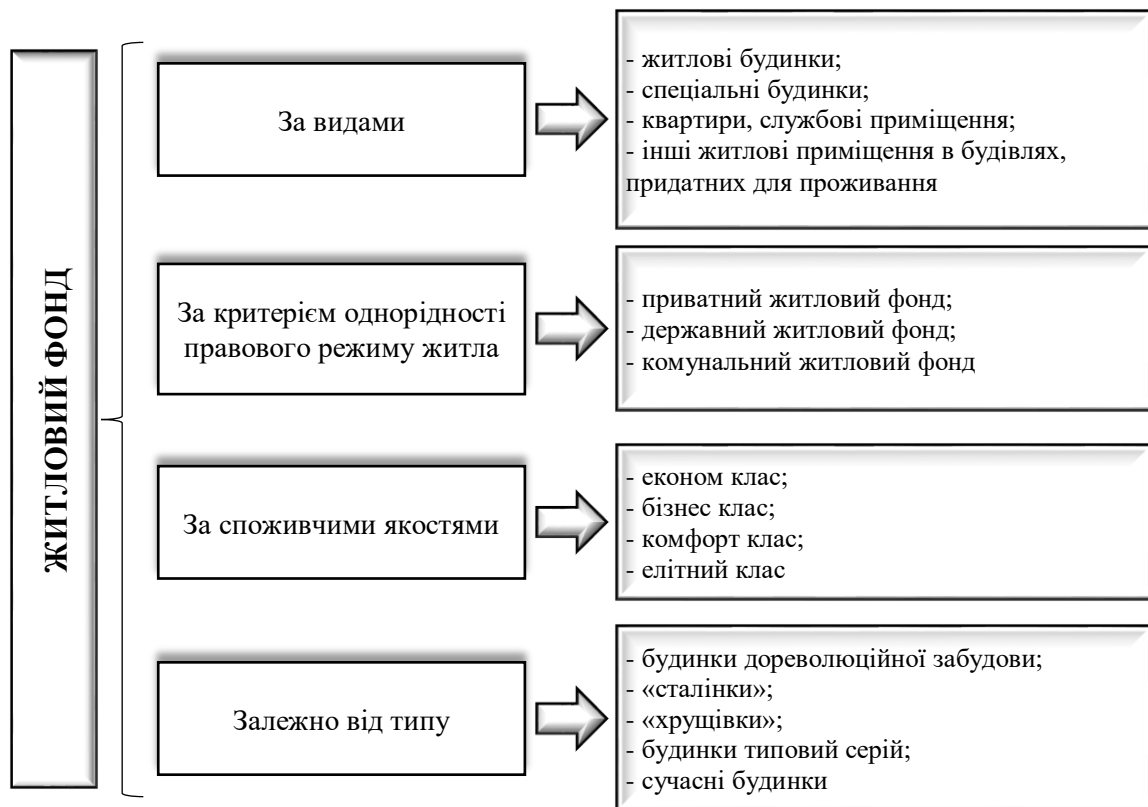 ЖИТЛОВИЙ ФОНД
За видами
- житлові будинки;
- спеціальні будинки;
- квартири, службові приміщення;
- інші житлові приміщення в будівлях,
придатних для проживання
За критерієм однорідності
правового режиму житла
- приватний житловий фонд;
- державний житловий фонд;
- комунальний житловий фонд
За споживчими якостями
- економ клас;
- бізнес клас;
- комфорт клас;
- елітний клас
Залежно від типу
- будинки дореволюційної забудови;
- «сталінки»;
- «хрущівки»;
- будинки типовий серій;
- сучасні будинки